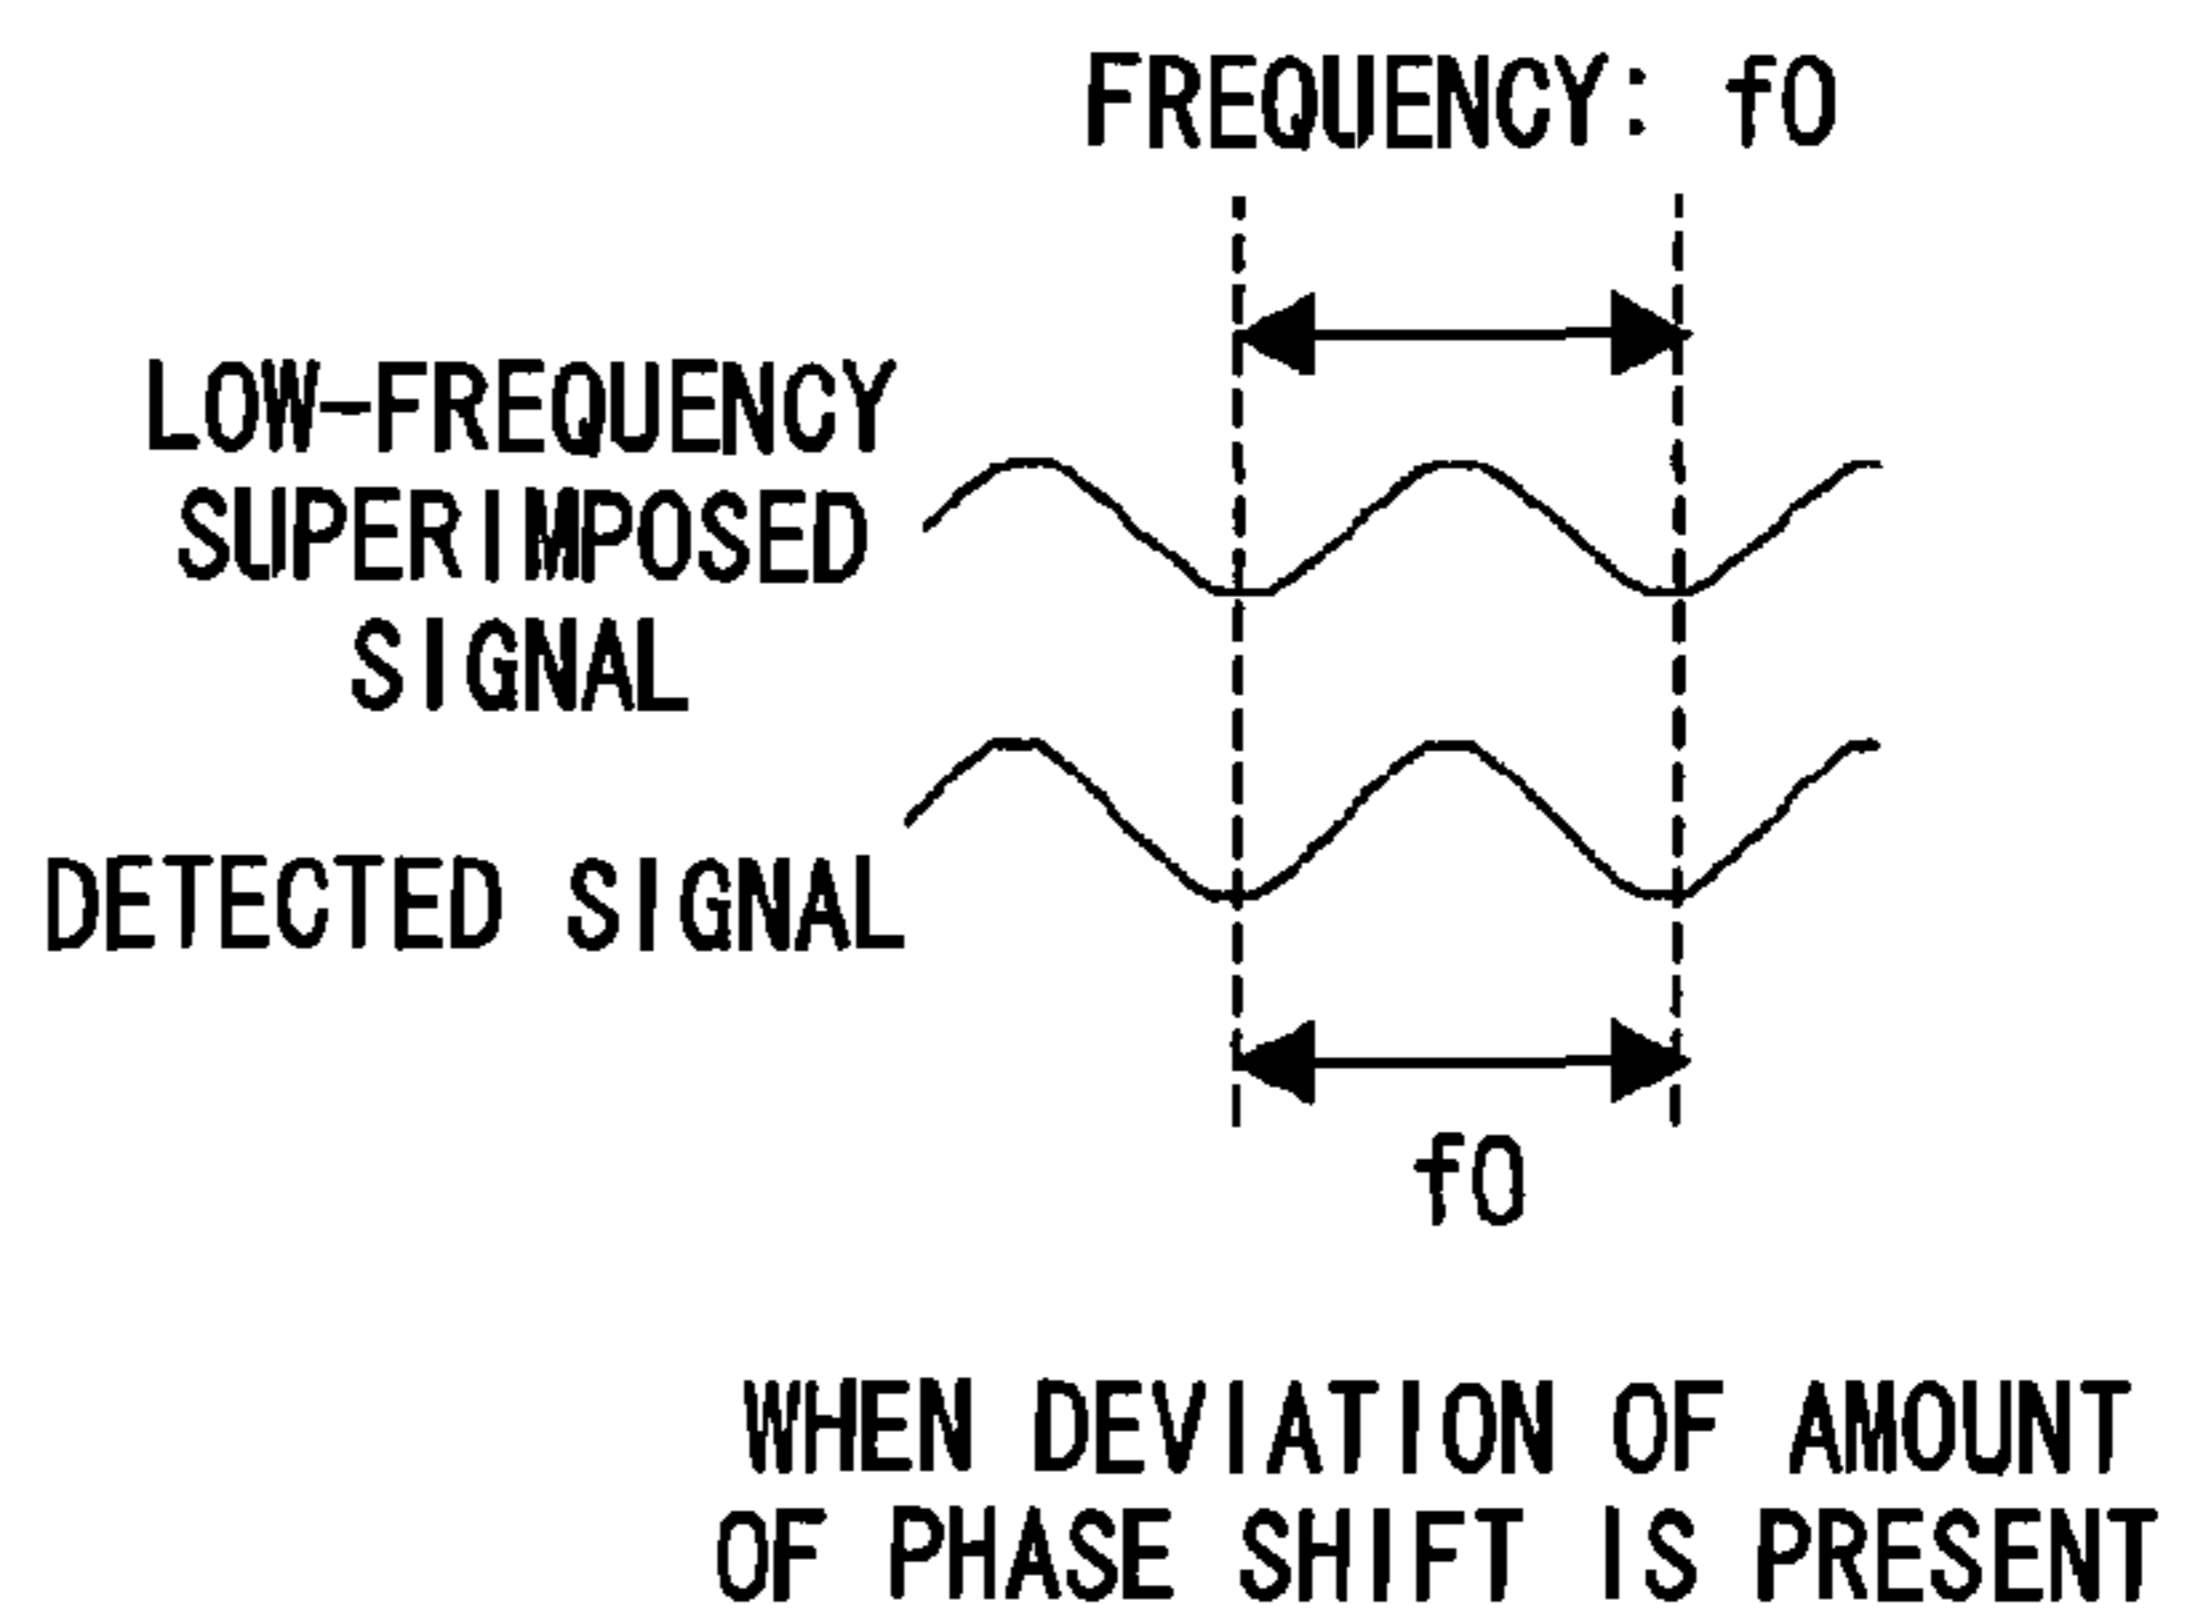 FREQUENCY: f0
LOW-FREQUENCY
SUPERIMPOSED
SIGNAL
DETECTED SIGNAL
f0
WHEN DEVIATION OF AMOUNT
OF PHASE SHIFT IS PRESENT